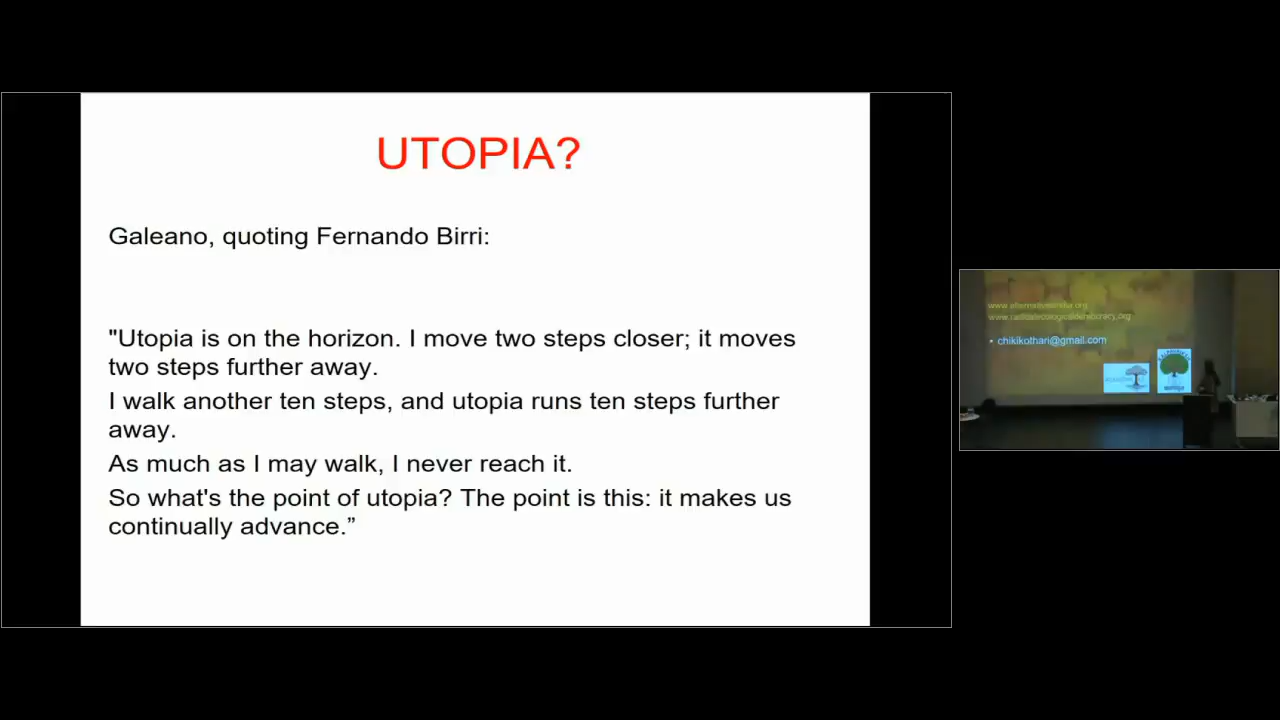 UTOPIA?
Galeano, quoting Fernando Birri:
"Utopia is on the horizon. I move two steps closer; it moves
two steps further away.
I walk another ten steps, and utopia runs ten steps further
away.
As much as I may walk, I never reach it.
So what's the point of utopia? The point is this: it makes us
continually advance.”
www.radicalecologicaldemocracy.org
• chikikothari@gmail.com